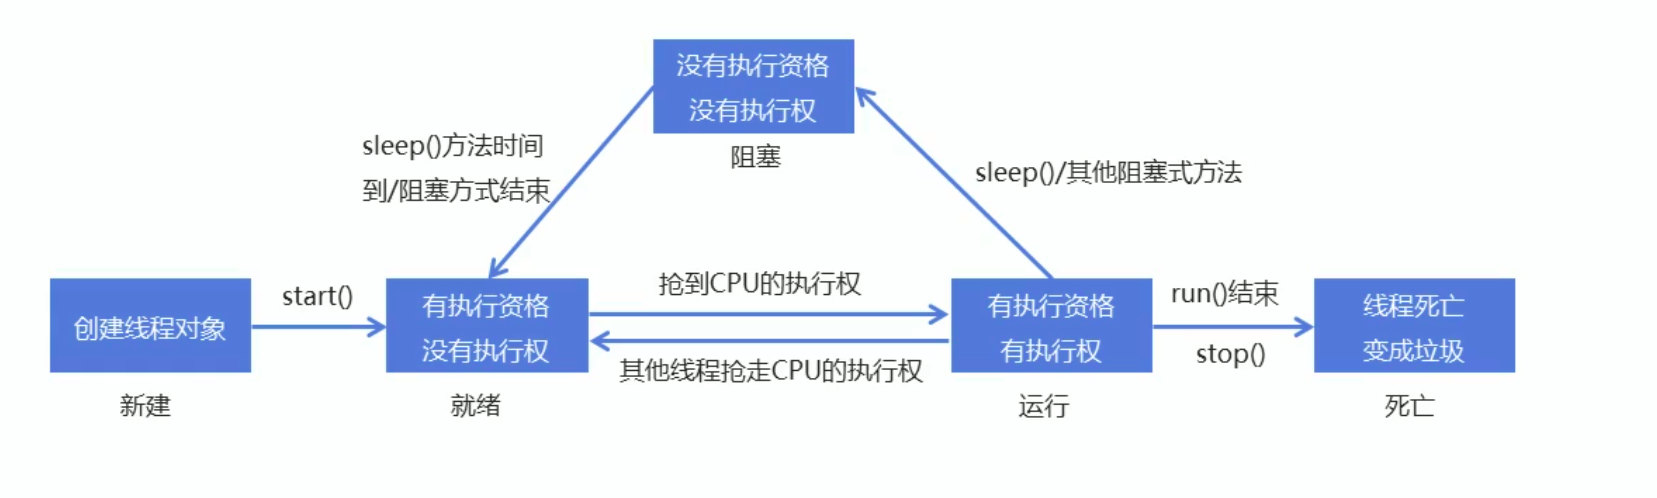 没有执行资格
没有执行权
阻塞
sleep()方法时间
到/阻塞方式结束
sleep()/其他阻塞式方法
创建线程对象
新建
start()
有执行资格
没有执行权
就绪
抢到CPU的执行权
其他线程抢走CPU的执行权
有执行资格
有执行权
运行
run()结束
stop()
线程死亡
变成垃圾
死亡